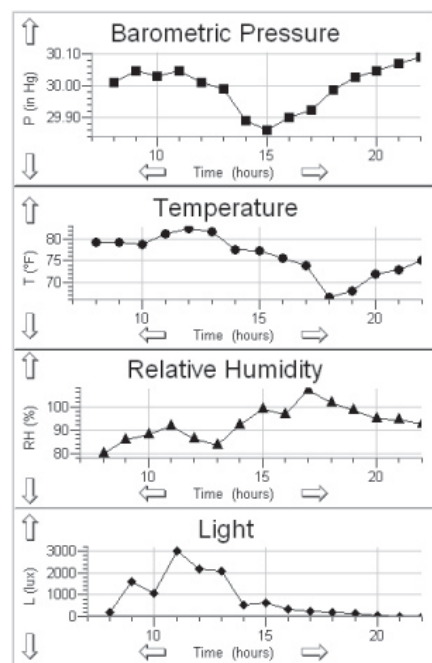 Barometric Pressure
30.10
30.00
29.90
P (in Hg)
10 15 20
Time (hours)
Temperature
80
75
70
T (°F)
10 15 20
Time (hours)
Relative Humidity
100
90
80
RH (%)
10 15 20
Time (hours)
Light
3000
2000
1000
0
L (lux)
10 15 20
Time (hours)